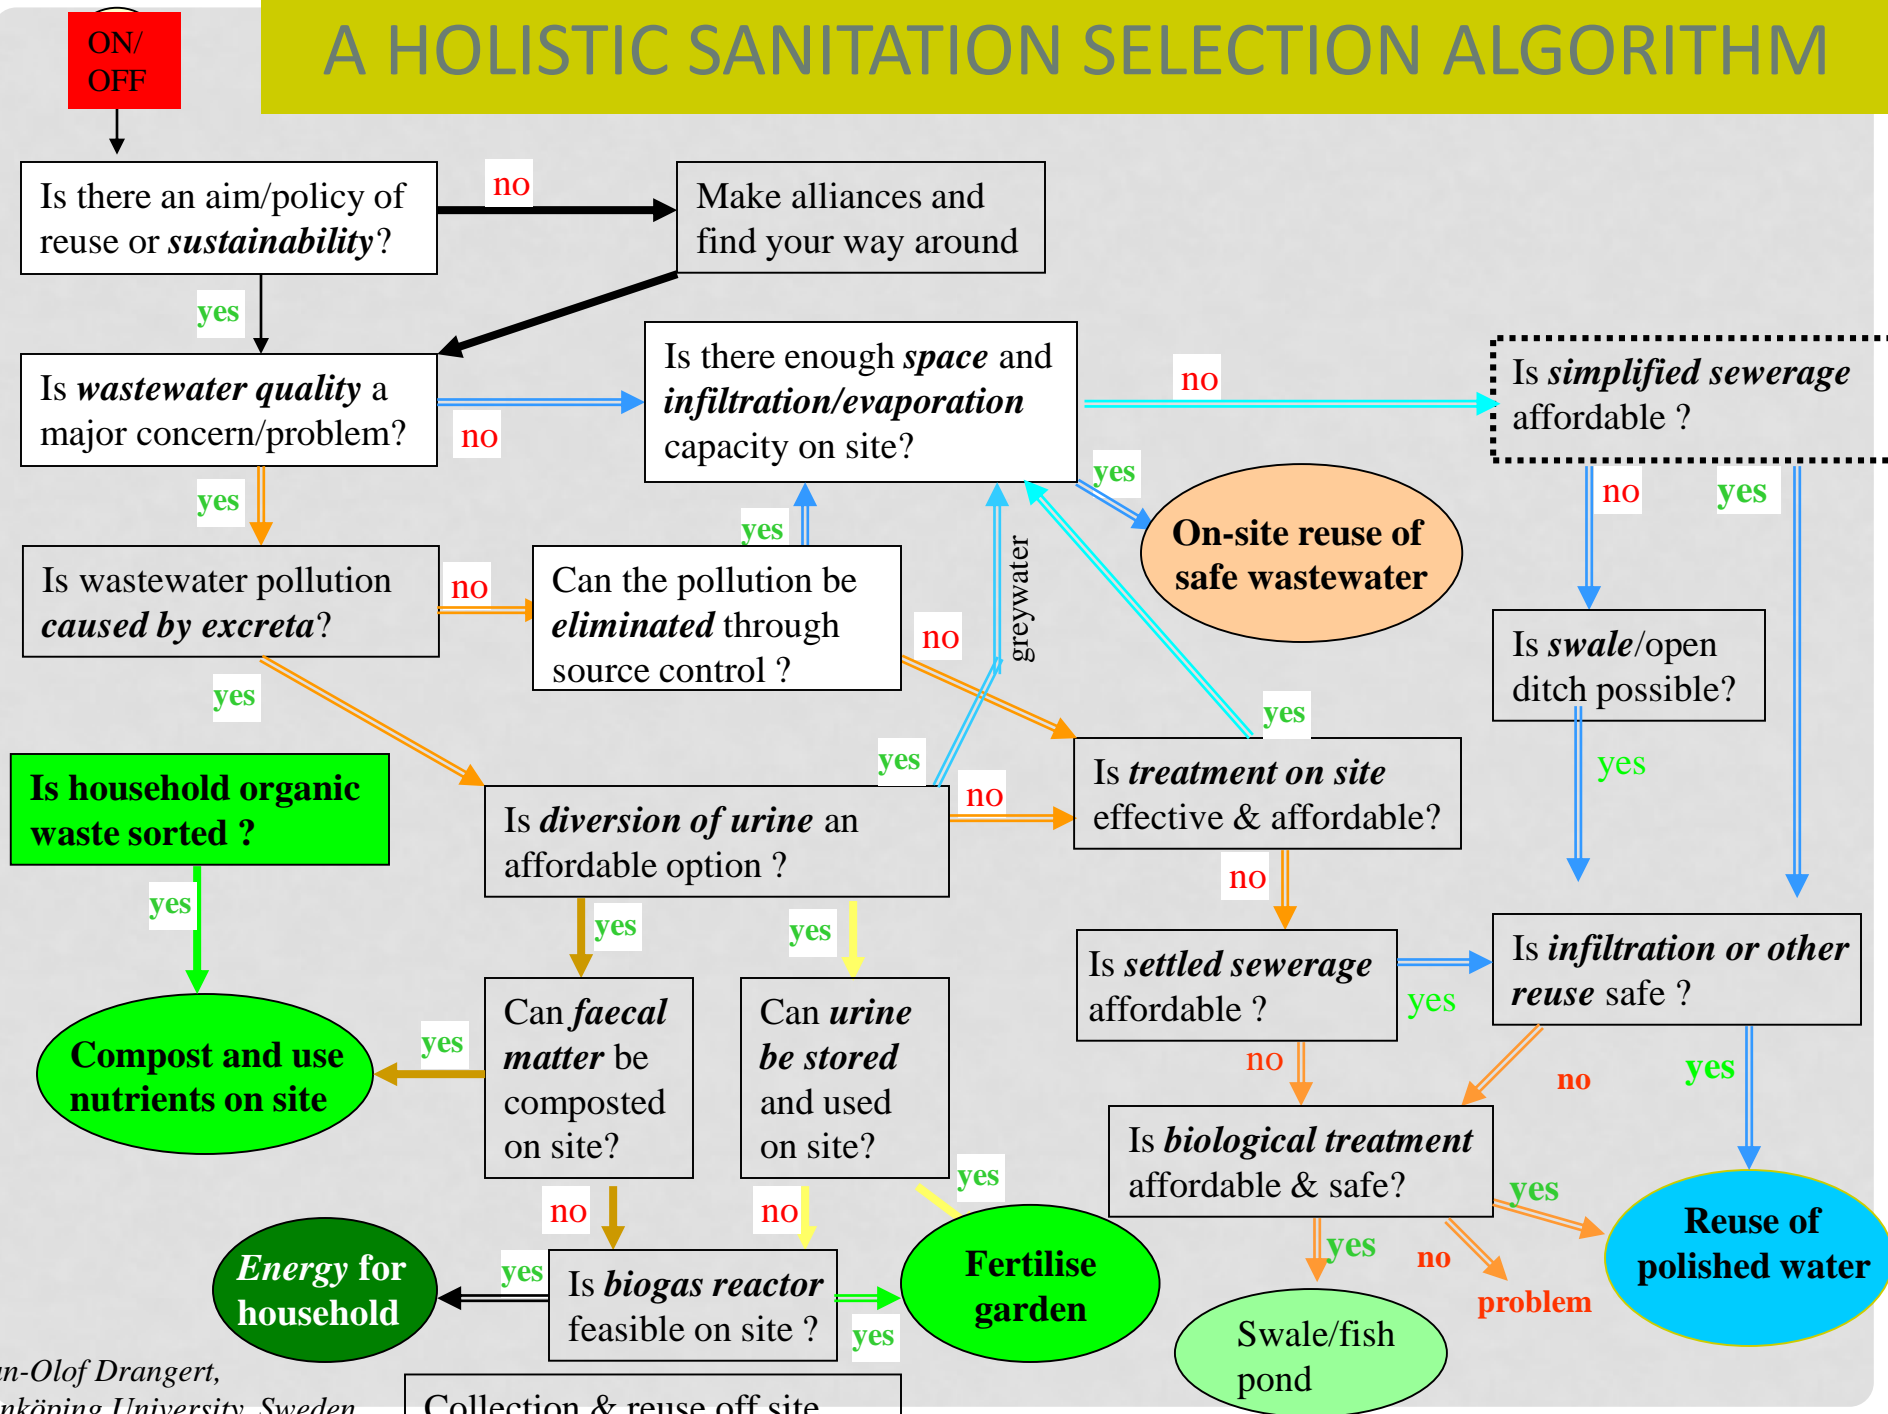 ON/
OFF
A HOLISTIC SANITATION SELECTION ALGORITHM
Is there an aim/policy of
reuse or sustainability?
no
Make alliances and
find your way around
yes
Is wastewater quality a
major concern/problem?
no
Is there enough space and
infiltration/evaporation
capacity on site?
no
Is simplified sewerage
affordable ?
yes
yes
yes
On-site reuse of
safe wastewater
no
yes
Is wastewater pollution
caused by excreta?
no
Can the pollution be
eliminated through
source control ?
no
greywater
Is swale/open
ditch possible?
yes
yes
yes
yes
Is household organic
waste sorted ?
Is diversion of urine an
affordable option ?
no
Is treatment on site
effective & affordable?
yes
yes
yes
no
Is settled sewerage
affordable ?
yes
Is infiltration or other
reuse safe ?
Compost and use
nutrients on site
yes
Can faecal
matter be
composted
on site?
Can urine
be stored
and used
on site?
no
no
yes
Is biological treatment
affordable & safe?
yes
no
no
yes
yes
no
problem
Reuse of
polished water
Energy for
household
yes
Is biogas reactor
feasible on site ?
yes
Fertilise
garden
Swale/fish
pond
an-Olof Drangert,
nköping University, Sweden
Collection & reuse off site